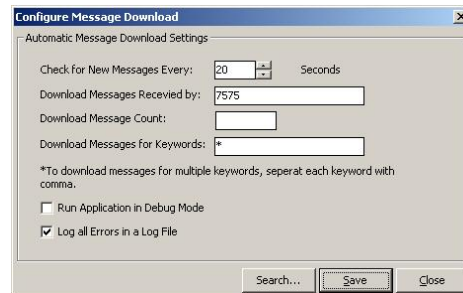 Configure Message Download
Automatic Message Download Settings
Check for New Messages Every: 20 Seconds
Download Messages Recevied by: 7575
Download Message Count:
Download Messages for Keywords: *
*To download messages for multiple keywords, seperat each keyword with
comma.
Run Application in Debug Mode
Log all Errors in a Log File
Search... Save Close